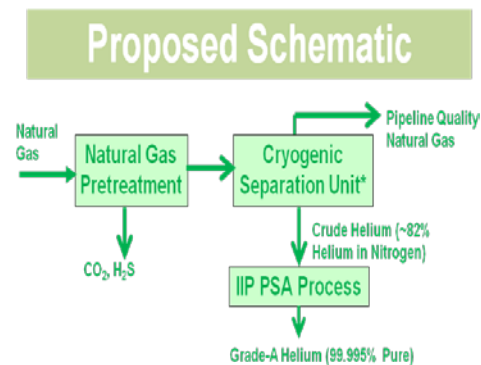 Proposed Schematic
Natural
Gas
Natural Gas
Pretreatment
Cryogenic
Separation Unit*
Pipeline Quality
Natural Gas
CO₂, H₂S
Crude Helium (~82%
Helium in Nitrogen)
IIP PSA Process
Grade-A Helium (99.995% Pure)